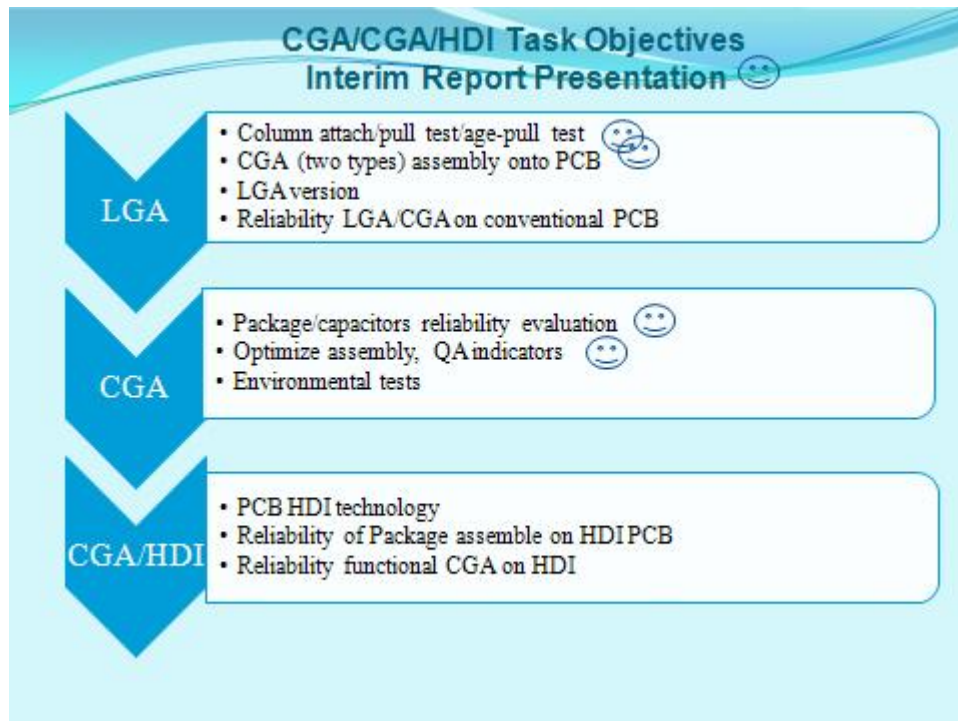 CGA/CGA/HDI Task Objectives
Interim Report Presentation
LGA
• Column attach/pull test/age-pull test
• CGA (two types) assembly onto PCB
• LGA version
• Reliability LGA/CGA on conventional PCB
CGA
• Package/capacitors reliability evaluation
• Optimize assembly, QA indicators
• Environmental tests
CGA/HDI
• PCB HDI technology
• Reliability of Package assemble on HDI PCB
• Reliability functional CGA on HDI